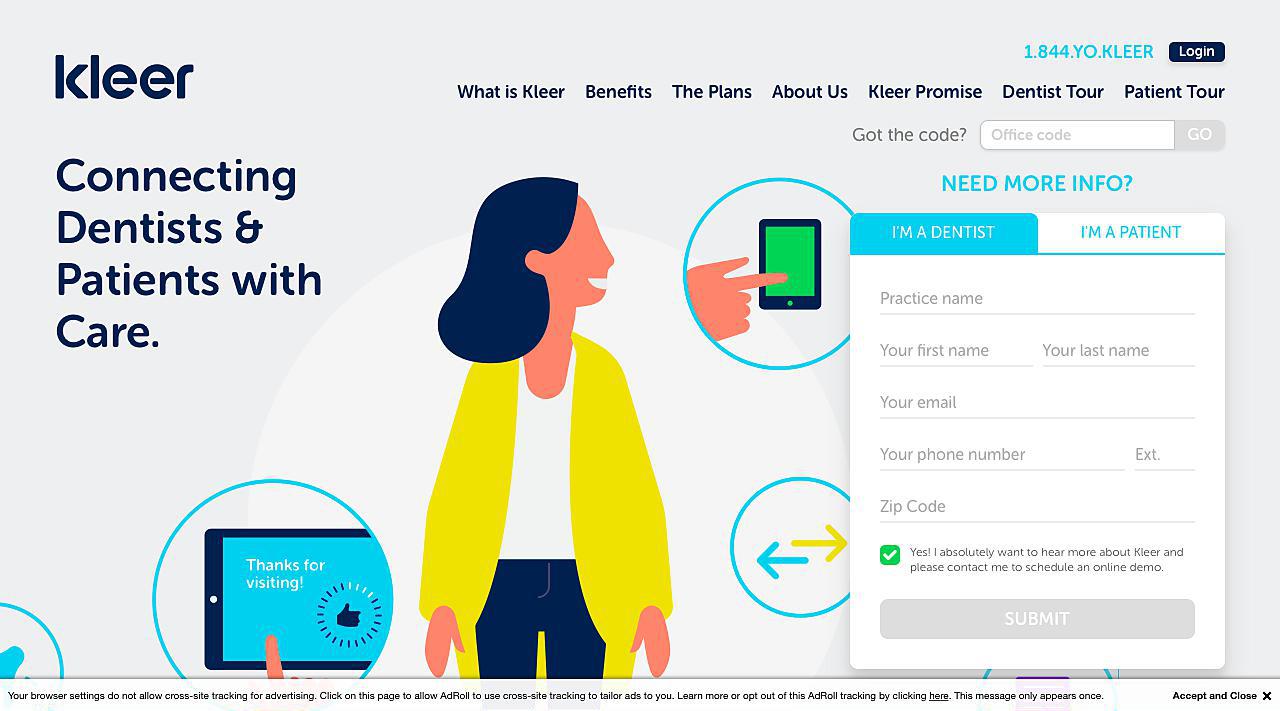 kleer
1.844.YO.KLEER
Login
What is Kleer
Benefits
The Plans
About Us
Kleer Promise
Dentist Tour
Patient Tour
Got the code?
Office code
GO
Connecting
Dentists &
Patients with
Care.
NEED MORE INFO?
I'M A DENTIST
I'M A PATIENT
Practice name
Your first name
Your last name
Your email
Your phone number
Ext.
Zip Code
Yes! I absolutely want to hear more about Kleer and
please contact me to schedule an online demo.
SUBMIT
Thanks for
visiting!
Your browser settings do not allow cross-site tracking for advertising. Click on this page to allow AdRoll to use cross-site tracking to tailor ads to you. Learn more or opt out of this AdRoll tracking by clicking here. This message only appears once.
Accept and Close ✕